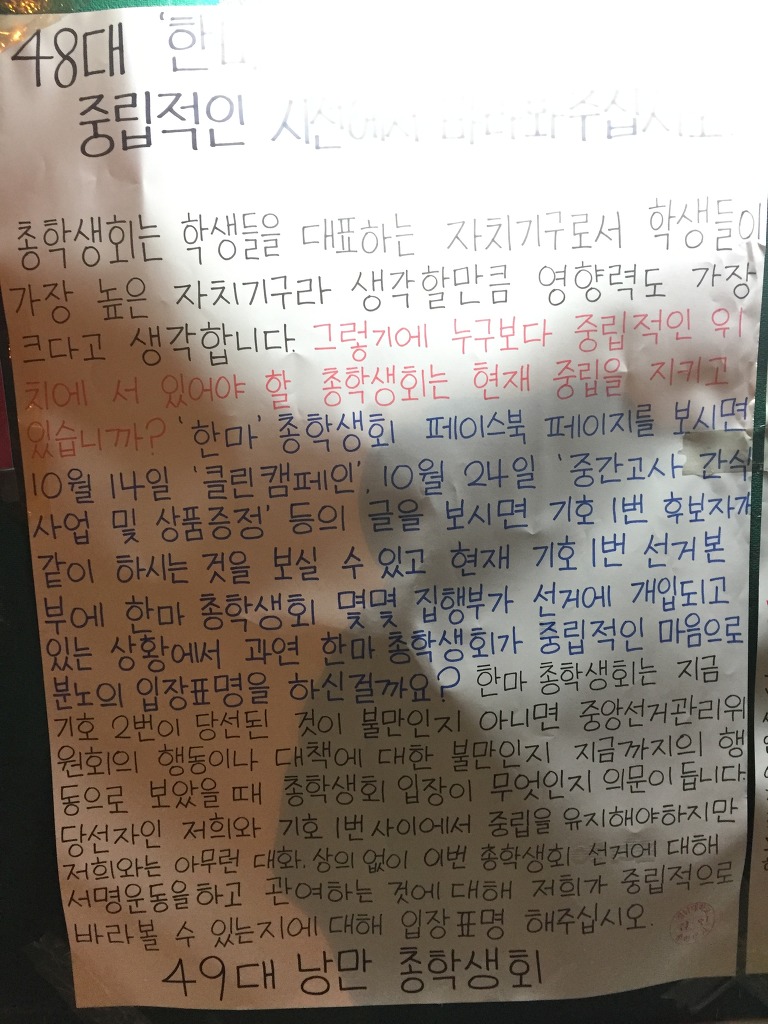 48대 '한
중립적인 시선에서 바라봐주십시오.
총학생회는 학생들을 대표하는 자치기구로서 학생들이
가장 높은 자치기구라 생각할만큼 영향력도 가장
크다고 생각합니다. 그렇기에 누구보다 중립적인 위
치에 서 있어야 할 총학생회는 현재 중립을 지키고
있습니까? '한마' 총학생회 페이스북 페이지를 보시면
10월 14일 '클린캠페인', 10월 24일 '중간고사 간식
사업 및 상품증정' 등의 글을 보시면 기호 1번 후보자가
같이 하시는 것을 보실 수 있고 현재 기호 1번 선거본
부에 한마 총학생회 몇몇 집행부가 선거에 개입되고
있는 상황에서 과연 한마 총학생회가 중립적인 마음으로
분노의 입장표명을 하신걸까요? 한마 총학생회는 지금
기호 2번이 당선된 것이 불만인지 아니면 중앙선거관리위
원회의 행동이나 대책에 대한 불만인지 지금까지의 행
동으로 보았을 때 총학생회 입장이 무엇인지 의문이 듭니다.
당선자인 저희와 기호 1번 사이에서 중립을 유지해야하지만
저희와는 아무런 대화.상의 없이 이번 총학생회 선거에 대해
서명운동을하고 관여하는 것에 대해 저희가 중립적으로
바라볼 수 있는지에 대해 입장표명 해주십시오.
49대 낭만 총학생회